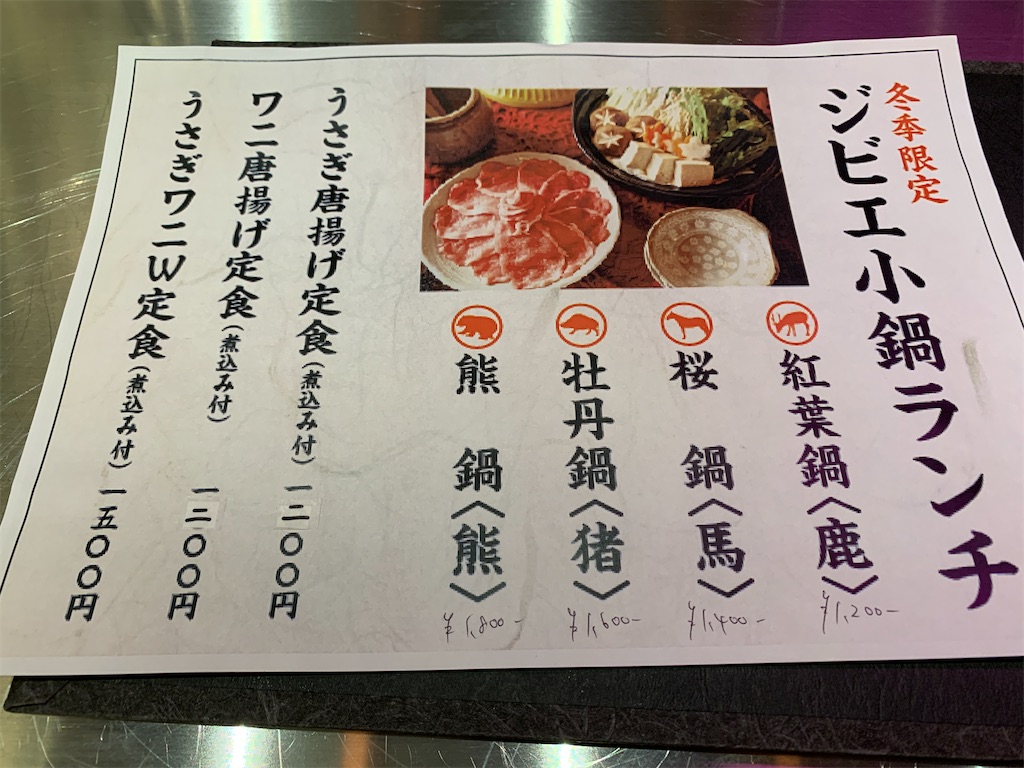 冬季限定
ジビエ小鍋ランチ
紅葉鍋〈鹿〉
¥1,200-
桜鍋〈馬〉
¥1,400-
牡丹鍋〈猪〉
¥1,600-
熊鍋〈熊〉
¥1,800-
うさぎ唐揚げ定食(煮込み付) 一二〇〇円
ワニ唐揚げ定食(煮込み付) 一二〇〇円
うさぎワニW定食(煮込み付) 一五〇〇円